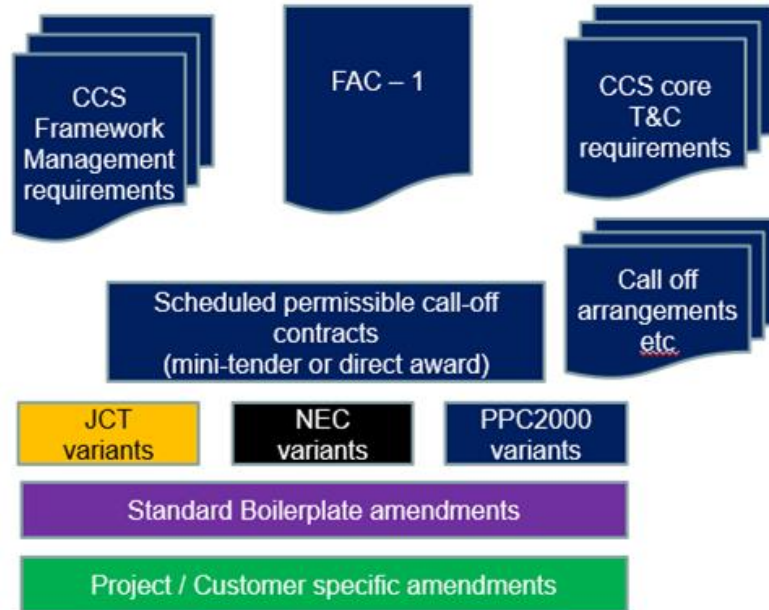 CCS
Framework
Management
requirements
FAC – 1
CCS core
T&C
requirements
Call off
arrangements
etc
Scheduled permissible call-off
contracts
(mini-tender or direct award)
JCT
variants
NEC
variants
PPC2000
variants
Standard Boilerplate amendments
Project / Customer specific amendments